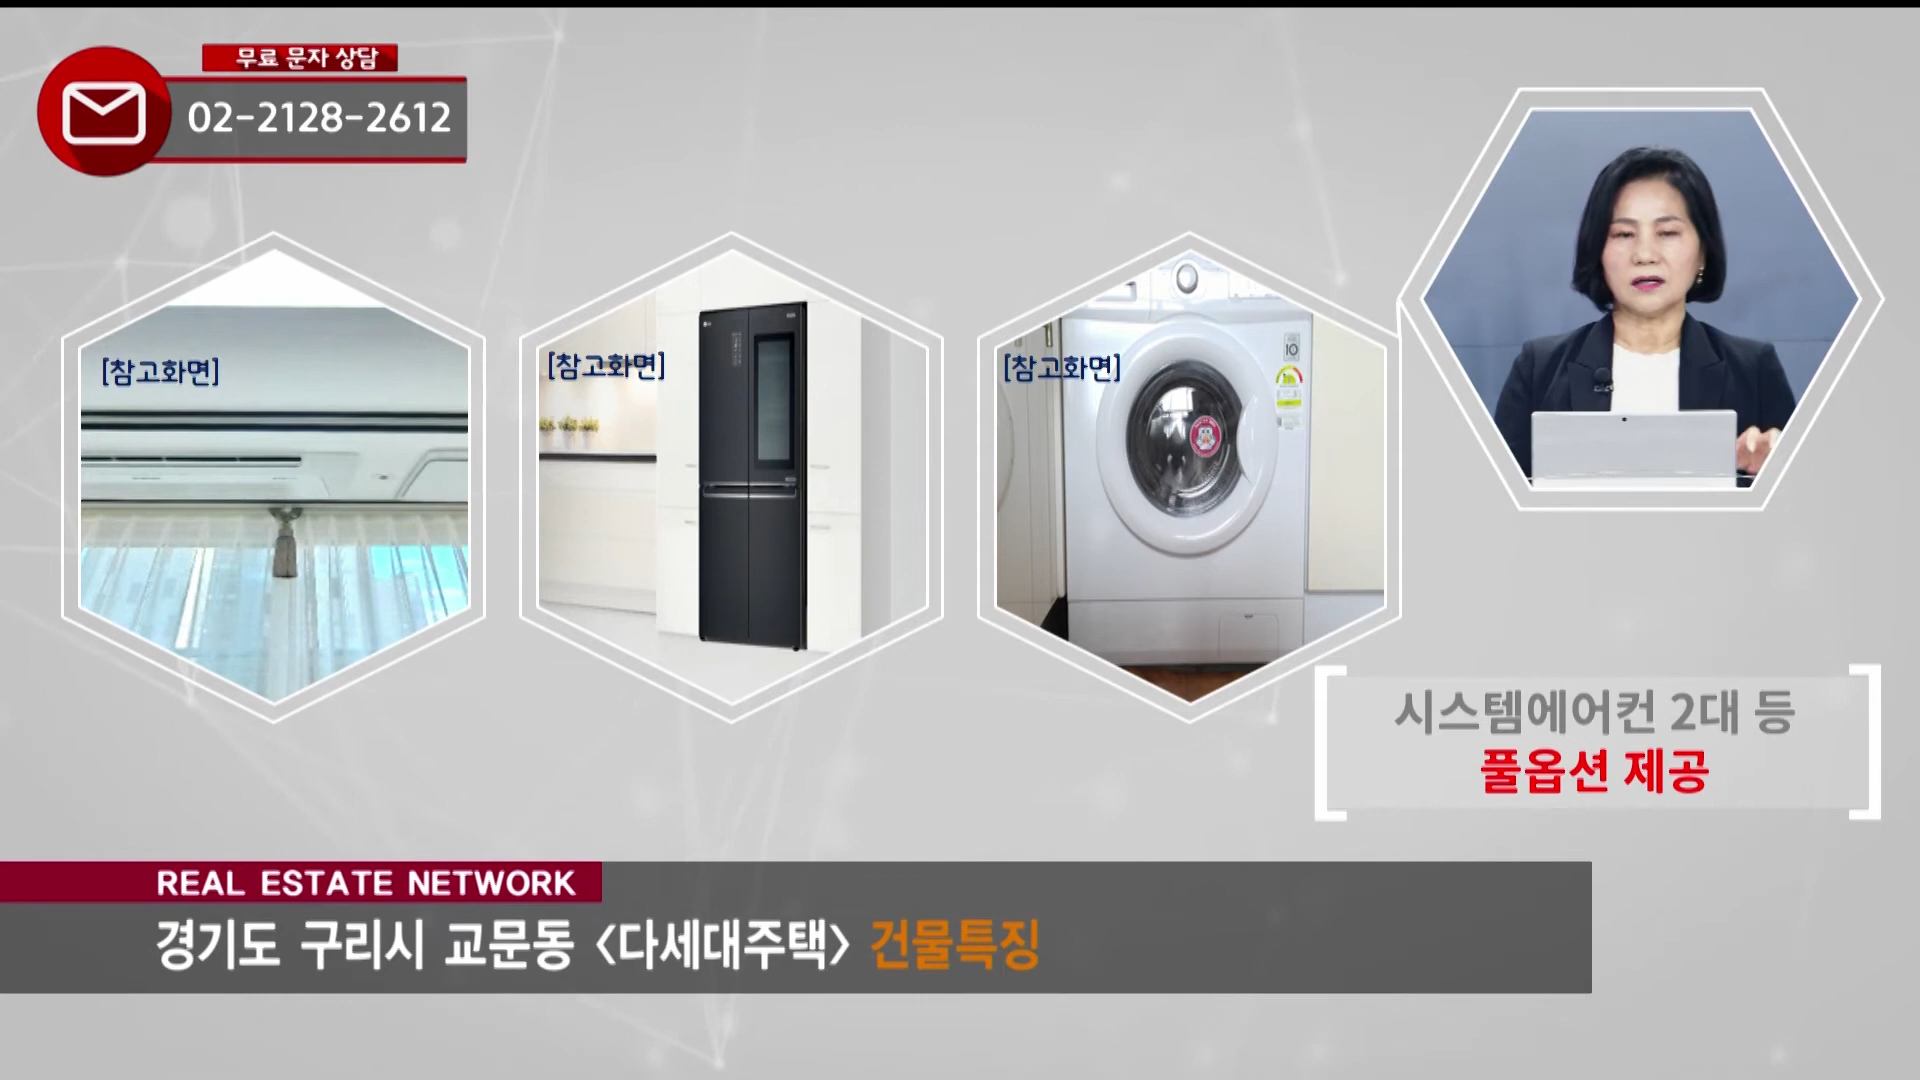 무료 문자 상담
02-2128-2612
[참고화면]
[참고화면]
[참고화면]
LG
10
시스템에어컨 2대 등
풀옵션 제공
REAL ESTATE NETWORK
경기도 구리시 교문동 <다세대주택> 건물특징